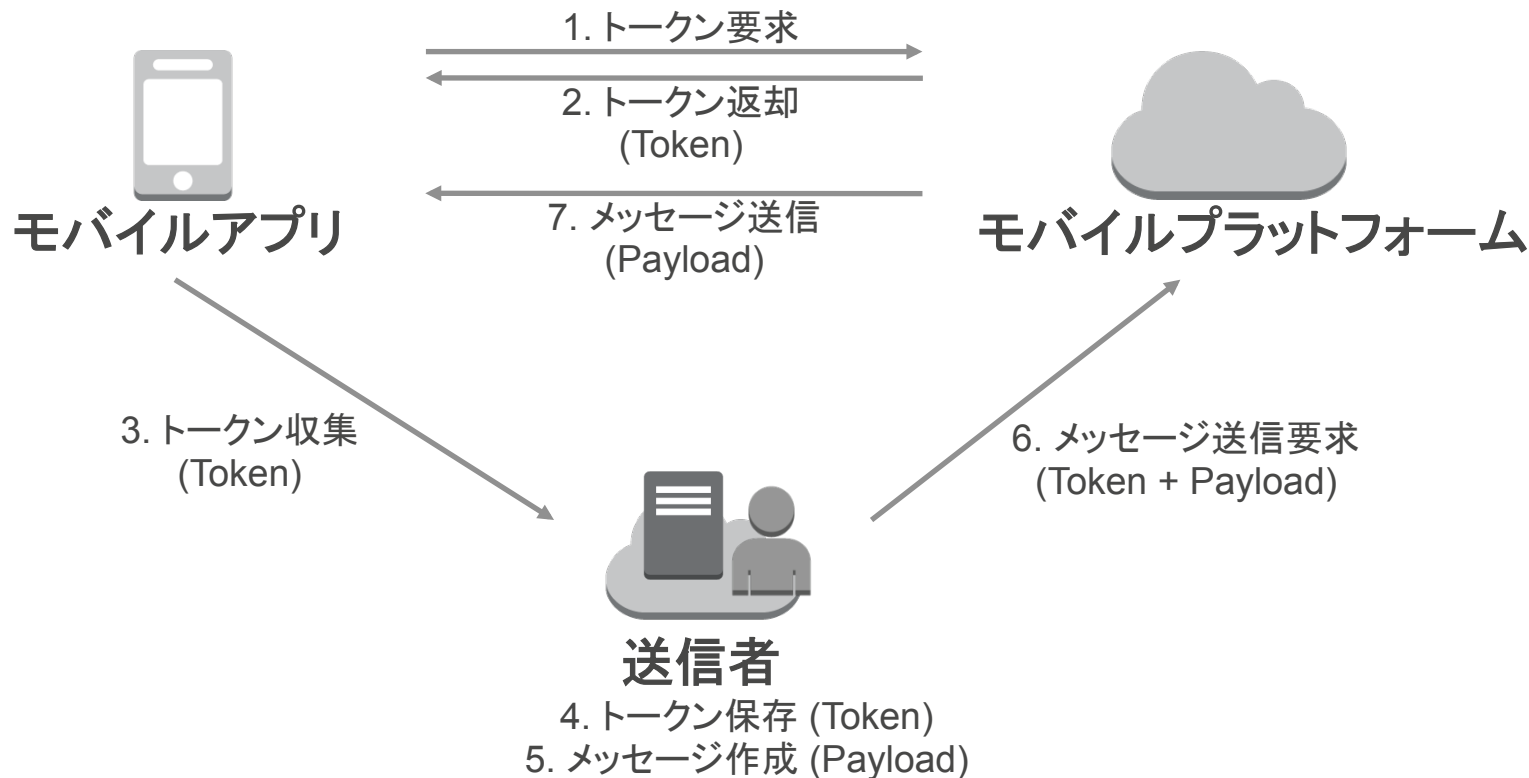 1. トークン要求
2. トークン返却
(Token)
7. メッセージ送信
(Payload)
モバイルアプリ
モバイルプラットフォーム
3. トークン収集
(Token)
6. メッセージ送信要求
(Token + Payload)
送信者
4. トークン保存 (Token)
5. メッセージ作成 (Payload)